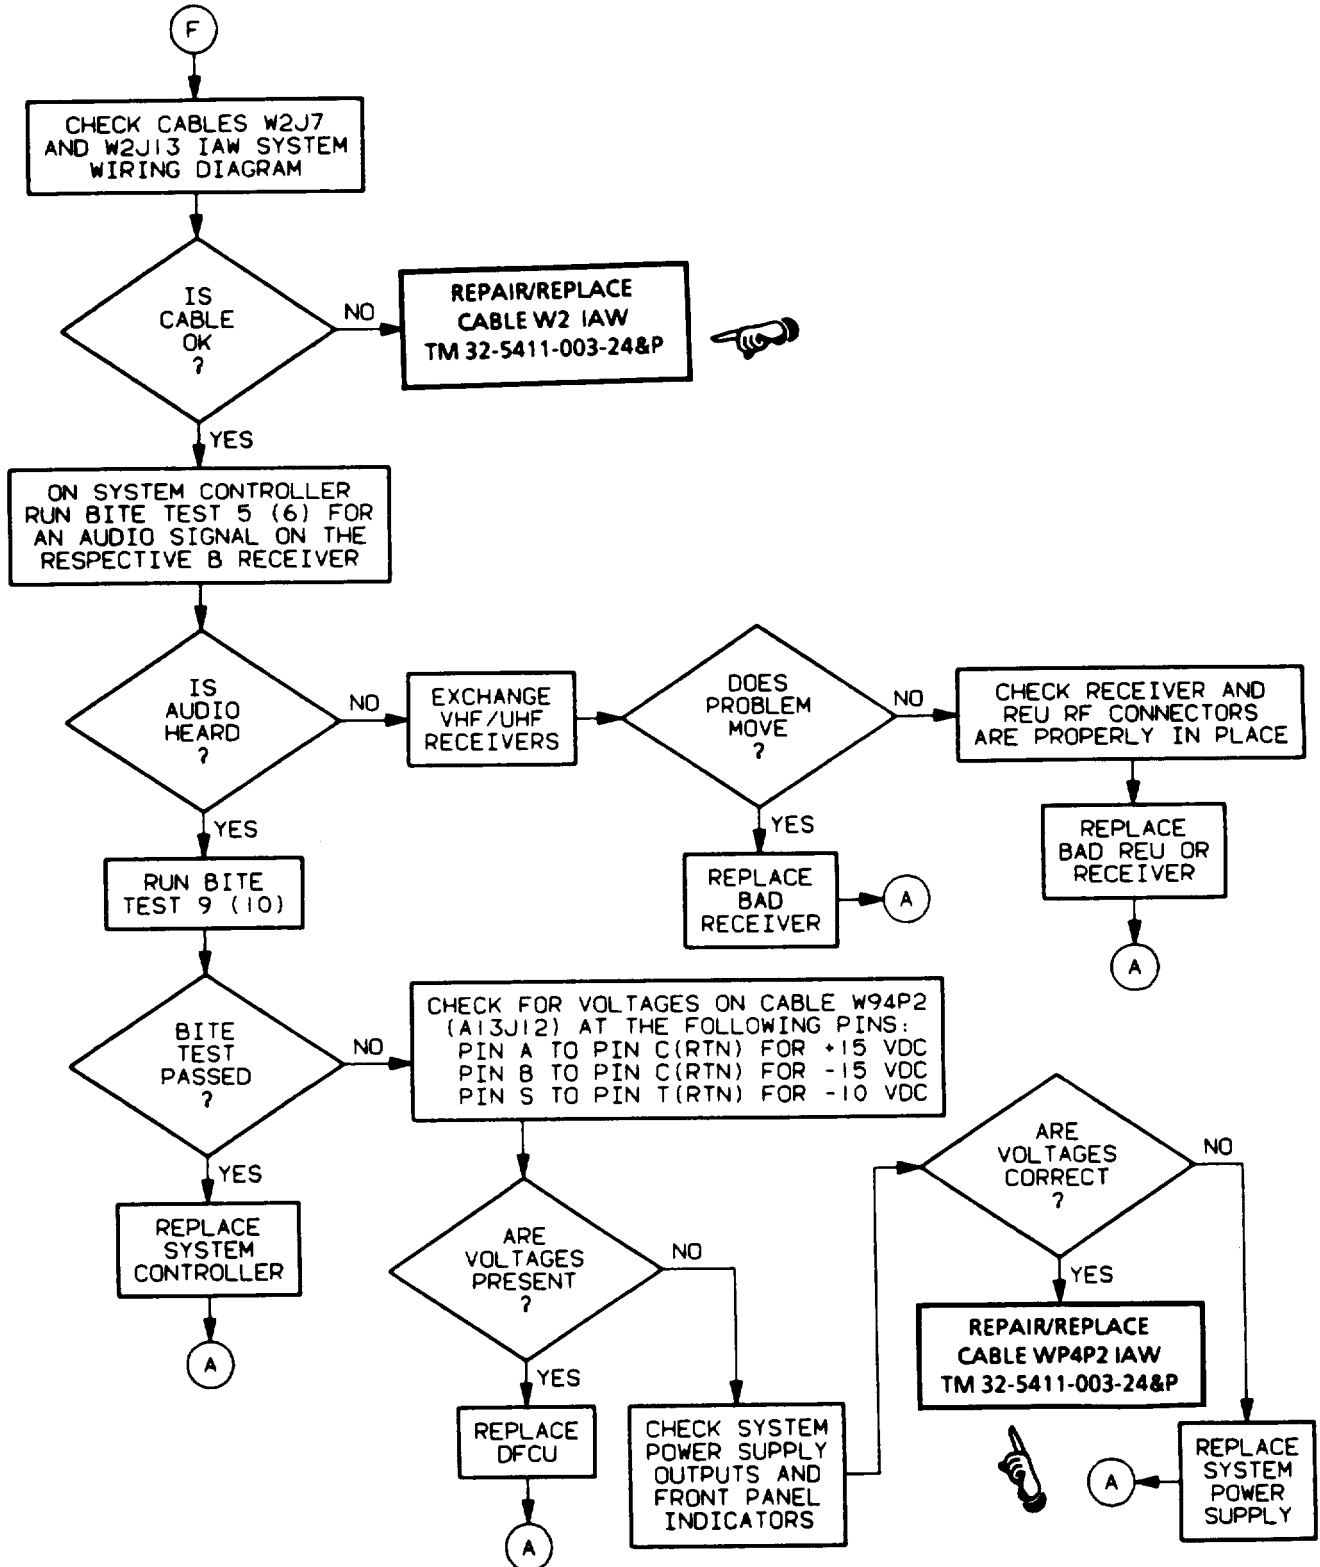 F
CHECK CABLES W2J7
AND W2J13 IAW SYSTEM
WIRING DIAGRAM
IS
CABLE
OK
?
NO
REPAIR/REPLACE
CABLE W2 IAW
TM 32-5411-003-24&P
YES
ON SYSTEM CONTROLLER
RUN BITE TEST 5 (6) FOR
AN AUDIO SIGNAL ON THE
RESPECTIVE B RECEIVER
IS
AUDIO
HEARD
?
NO
EXCHANGE
VHF/UHF
RECEIVERS
DOES
PROBLEM
MOVE
?
NO
CHECK RECEIVER AND
REU RF CONNECTORS
ARE PROPERLY IN PLACE
REPLACE
BAD REU OR
RECEIVER
A
YES
REPLACE
BAD
RECEIVER
A
YES
RUN BITE
TEST 9 (10)
BITE
TEST
PASSED
?
NO
CHECK FOR VOLTAGES ON CABLE W94P2
(A13J12) AT THE FOLLOWING PINS:
PIN A TO PIN C(RTN) FOR +15 VDC
PIN B TO PIN C(RTN) FOR -15 VDC
PIN S TO PIN T(RTN) FOR -10 VDC
YES
REPLACE
SYSTEM
CONTROLLER
A
ARE
VOLTAGES
PRESENT
?
NO
YES
REPLACE
DFCU
A
CHECK SYSTEM
POWER SUPPLY
OUTPUTS AND
FRONT PANEL
INDICATORS
ARE
VOLTAGES
CORRECT
?
NO
YES
REPAIR/REPLACE
CABLE WP4P2 IAW
TM 32-5411-003-24&P
REPLACE
SYSTEM
POWER
SUPPLY
A